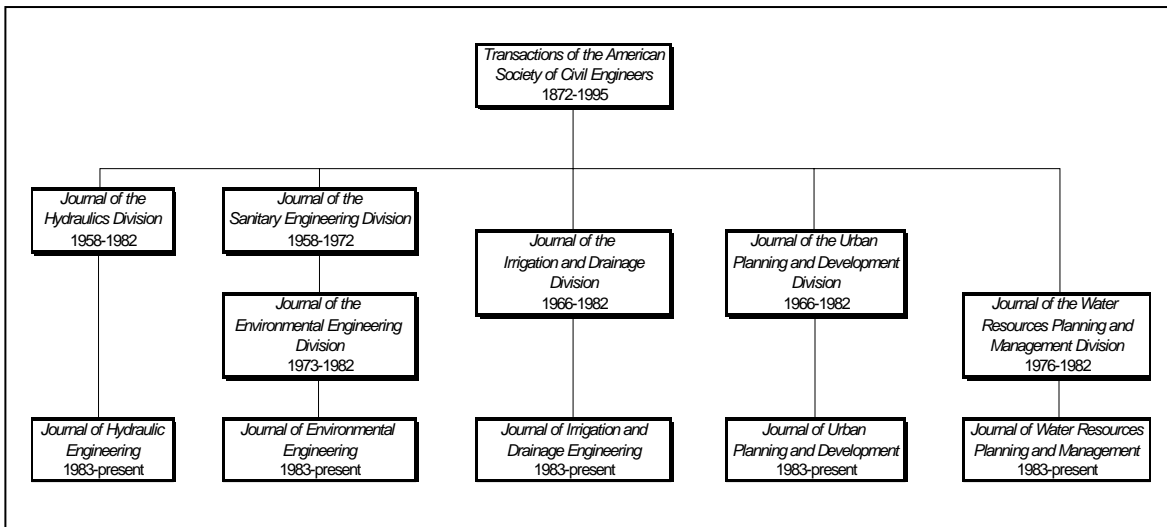 Transactions of the American
Society of Civil Engineers
1872-1995
Journal of the
Hydraulics Division
1958-1982
Journal of the
Sanitary Engineering Division
1958-1972
Journal of the
Irrigation and Drainage
Division
1966-1982
Journal of the Urban
Planning and Development
Division
1966-1982
Journal of the
Environmental Engineering
Division
1973-1982
Journal of the Water
Resources Planning and
Management Division
1976-1982
Journal of Hydraulic
Engineering
1983-present
Journal of Environmental
Engineering
1983-present
Journal of Irrigation and
Drainage Engineering
1983-present
Journal of Urban
Planning and Development
1983-present
Journal of Water Resources
Planning and Management
1983-present